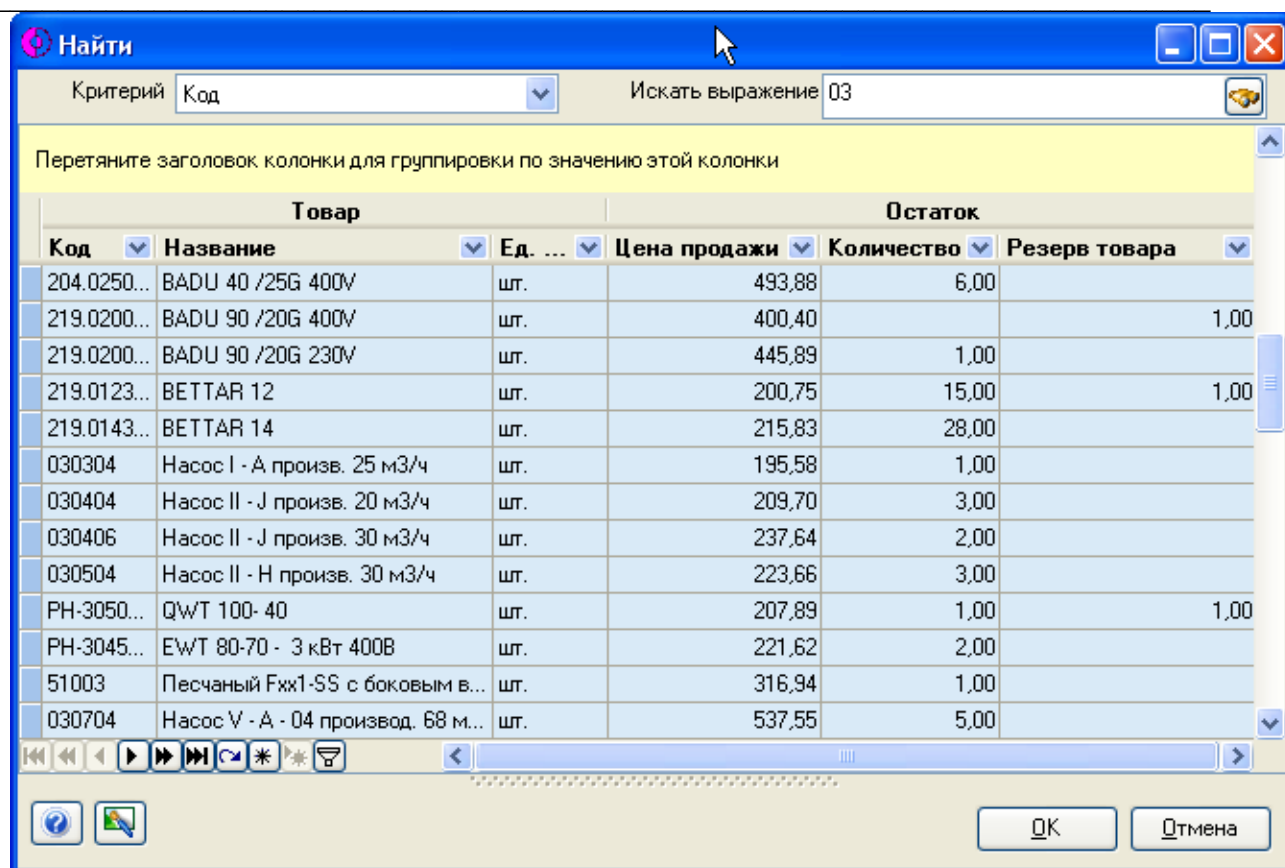 Найти
Критерий Код Искать выражение 03
Перетяните заголовок колонки для группировки по значению этой колонки
Товар Остаток
Код Название Ед. ... Цена продажи Количество Резерв товара
204.0250... BADU 40 /25G 400V шт. 493,88 6,00
219.0200... BADU 90 /20G 400V шт. 400,40 1,00
219.0200... BADU 90 /20G 230V шт. 445,89 1,00
219.0123... BETTAR 12 шт. 200,75 15,00 1,00
219.0143... BETTAR 14 шт. 215,83 28,00
030304 Насос I - A произв. 25 м3/ч шт. 195,58 1,00
030404 Насос II - J произв. 20 м3/ч шт. 209,70 3,00
030406 Насос II - J произв. 30 м3/ч шт. 237,64 2,00
030504 Насос II - H произв. 30 м3/ч шт. 223,66 3,00
PH-3050... QWT 100- 40 шт. 207,89 1,00 1,00
PH-3045... EWT 80-70 - 3 кВт 400В шт. 221,62 2,00
51003 Песчаный Fxx1-SS с боковым в... шт. 316,94 1,00
030704 Насос V - A - 04 производ. 68 м... шт. 537,55 5,00
OK Отмена